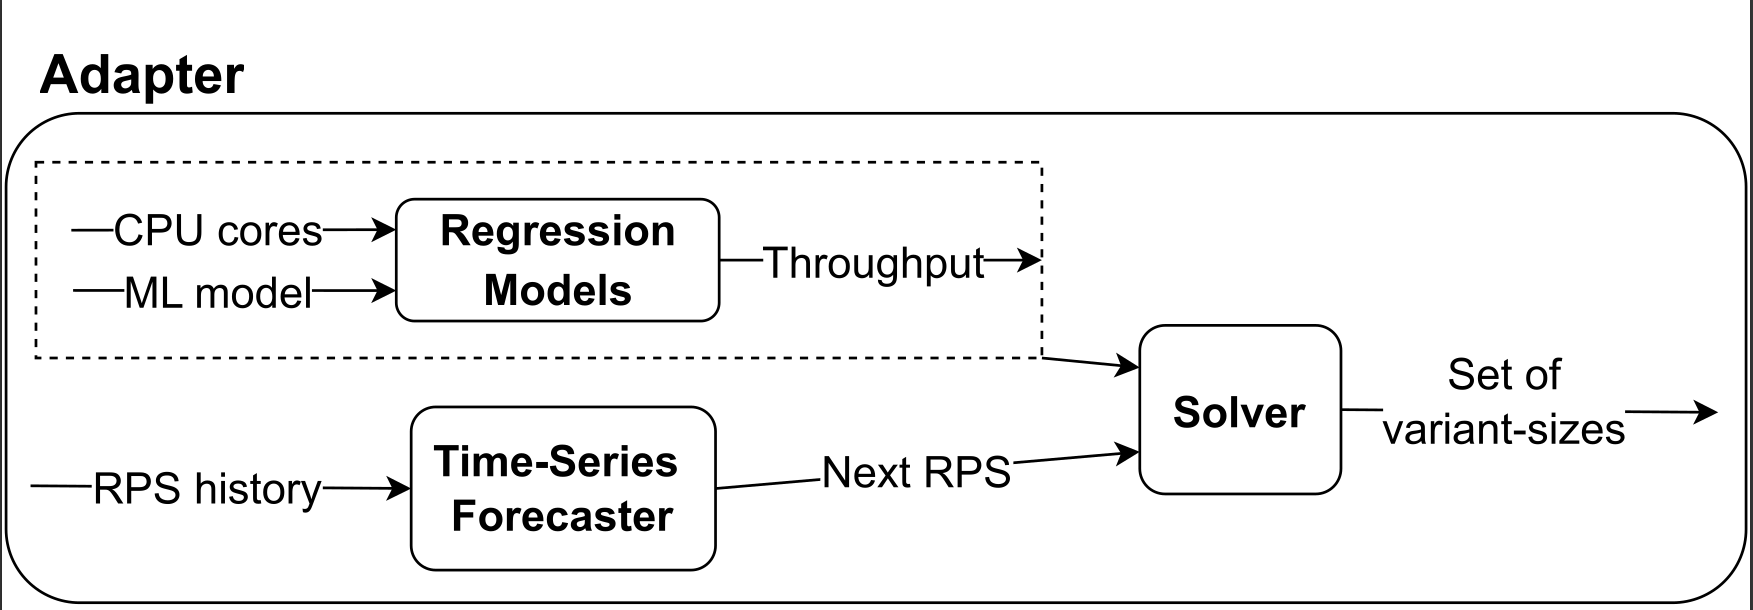 Adapter
CPU cores
ML model
Regression
Models
Throughput
RPS history
Time-Series
Forecaster
Next RPS
Solver
Set of
variant-sizes